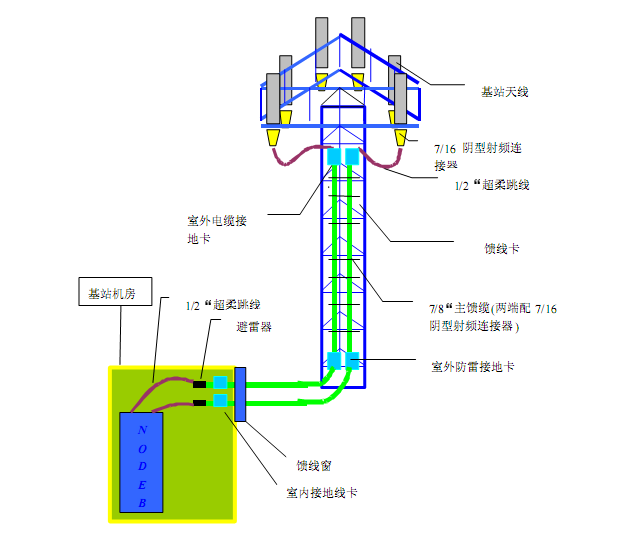 基站天线
7/16 阴型射频连
接器
1/2“超柔跳线
室外电缆接
地卡
馈线卡
基站机房
1/2“超柔跳线
避雷器
7/8“主馈缆(两端配 7/16
阴型射频连接器)
室外防雷接地卡
NODEB
馈线窗
室内接地线卡